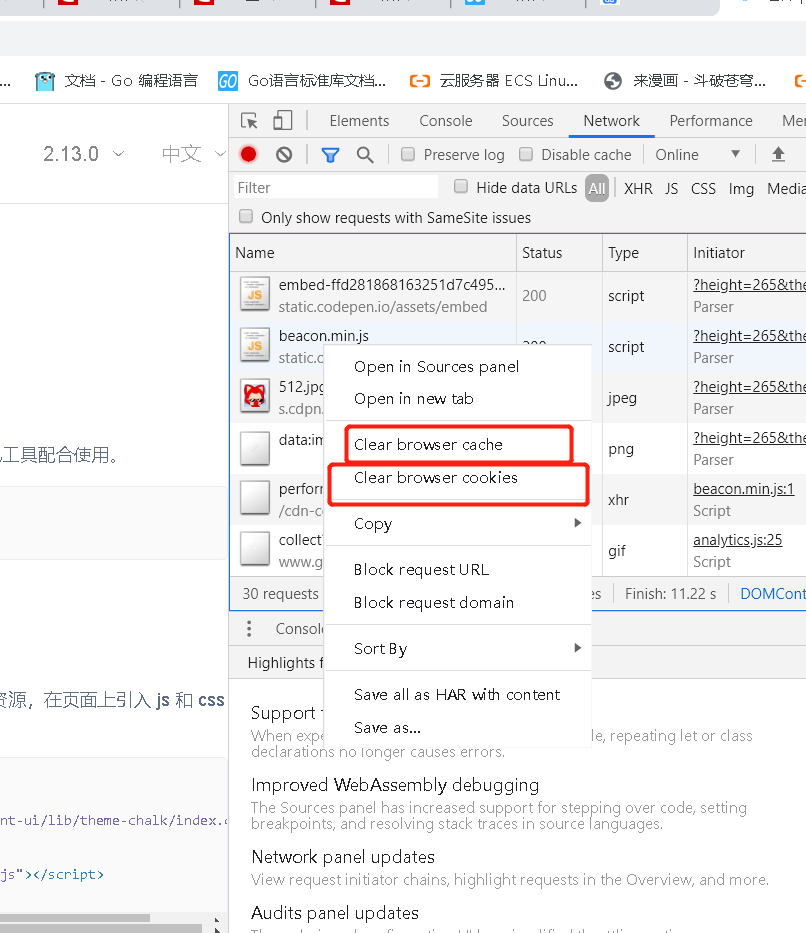 文档 - Go 编程语言
Go语言标准库文档...
云服务器 ECS Linu...
来漫画 - 斗破苍穹...
2.13.0
中文
Elements
Console
Sources
Network
Performance
Preserve log
Disable cache
Online
Filter
Hide data URLs
All
XHR
JS
CSS
Img
Media
Only show requests with SameSite issues
Name
Status
Type
Initiator
embed-ffd281868163251d7c495...
static.codepen.io/assets/embed
200
script
?height=265&the
Parser
beacon.min.js
script
?height=265&the
Parser
512.jpg
s.cdpn.
jpeg
?height=265&the
Parser
data:im
png
?height=265&the
Parser
perform
/cdn-c
xhr
beacon.min.js:1
Script
collect
www.g
gif
analytics.js:25
Script
Open in Sources panel
Open in new tab
Clear browser cache
Clear browser cookies
Copy
Block request URL
Block request domain
Sort By
Save all as HAR with content
Save as...
30 requests
Finish: 11.22 s
DOMCont
Console
Highlights f
工具配合使用。
资源，在页面上引入 js 和 css
nt-ui/lib/theme-chalk/index.c
js"></script>
Support
When expe
le, repeating let or class
declarations no longer causes errors.
Improved WebAssembly debugging
The Sources panel has increased support for stepping over code, setting
breakpoints, and resolving stack traces in source languages.
Network panel updates
View request initiator chains, highlight requests in the Overview, and more.
Audits panel updates